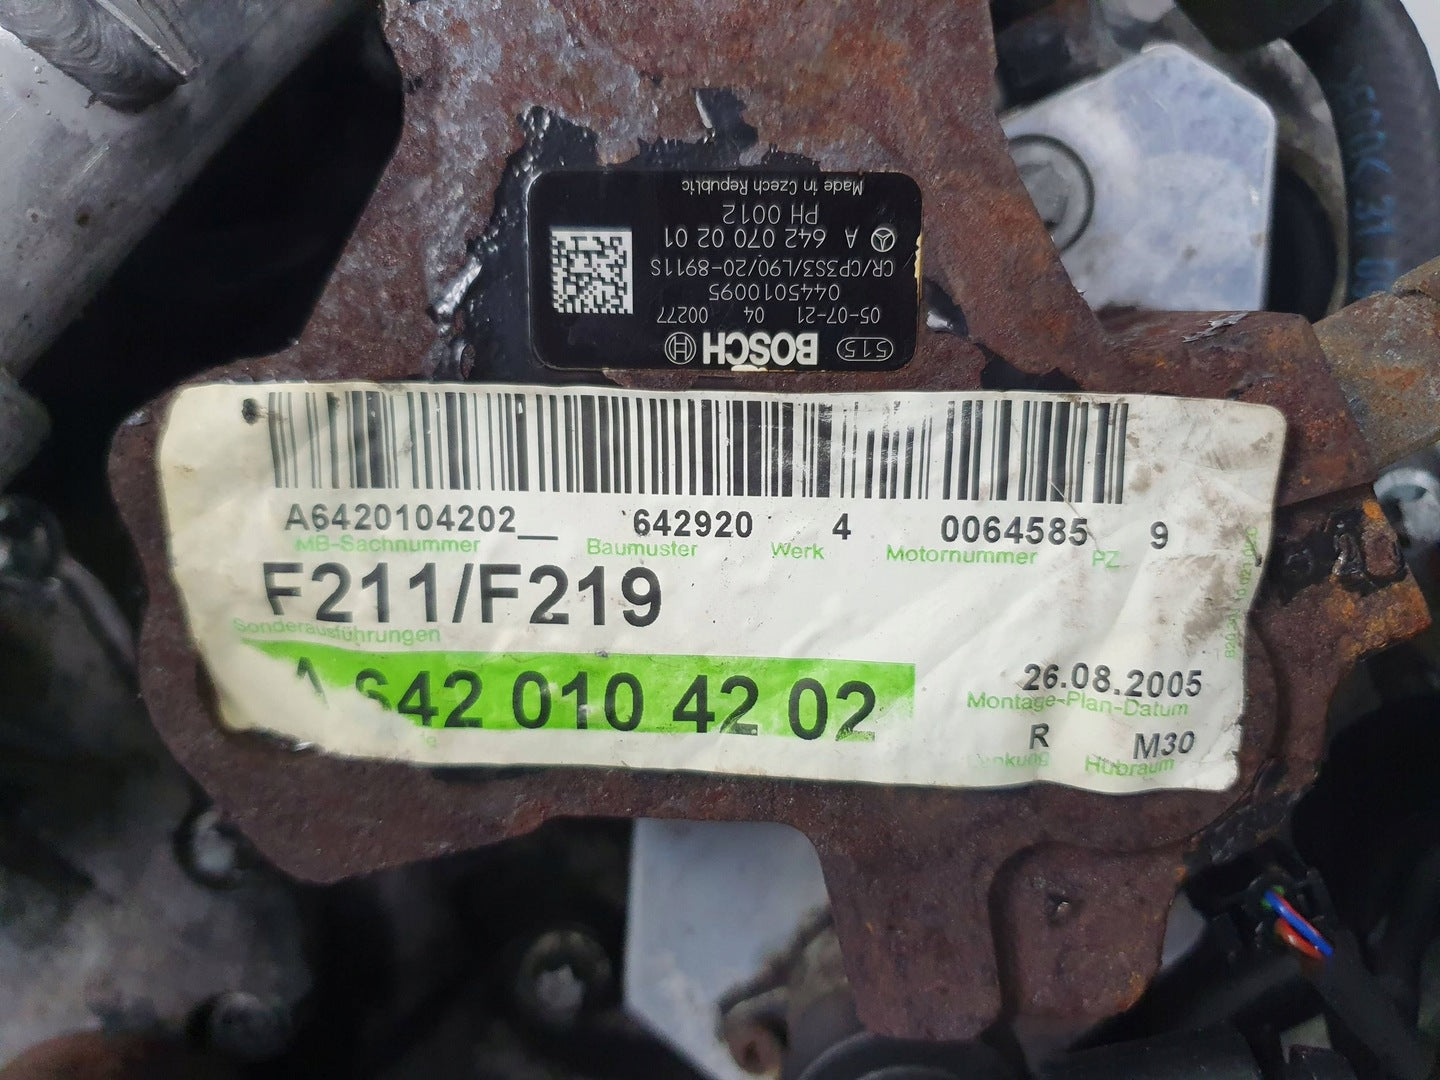 515 BOSCH
05-07-21 04 00277
0445010095
CR/CP3S3/L90/20-8911S
A 642 070 02 01
PH 0012
Made in Czech Republic
A6420104202__ 642920 4 0064585 9
MB-Sachnummer Baumuster Werk Motornummer PZ
F211/F219
Sonderausführungen
A 642 010 42 02
26.08.2005
Montage-Plan-Datum
R M30
Lenkung Hubraum